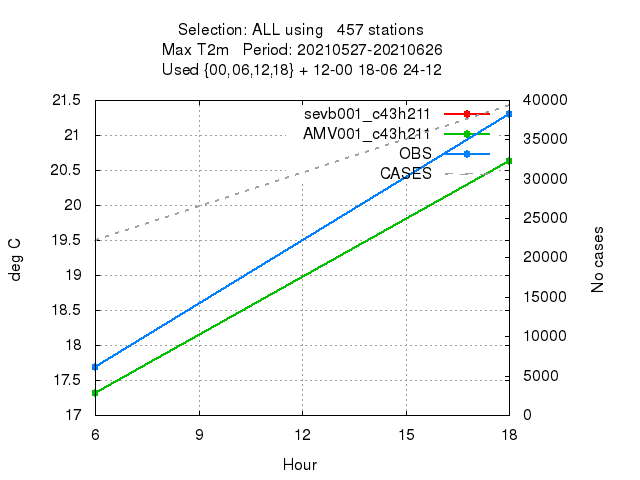 Selection: ALL using   457 stations
Max T2m   Period: 20210527-20210626
Used {00,06,12,18} + 12-00 18-06 24-12
sevb001_c43h211
AMV001_c43h211
OBS
CASES
21.5
21
20.5
20
19.5
19
18.5
18
17.5
17
40000
35000
30000
25000
20000
15000
10000
5000
0
deg C
No cases
6 9 12 15 18
Hour